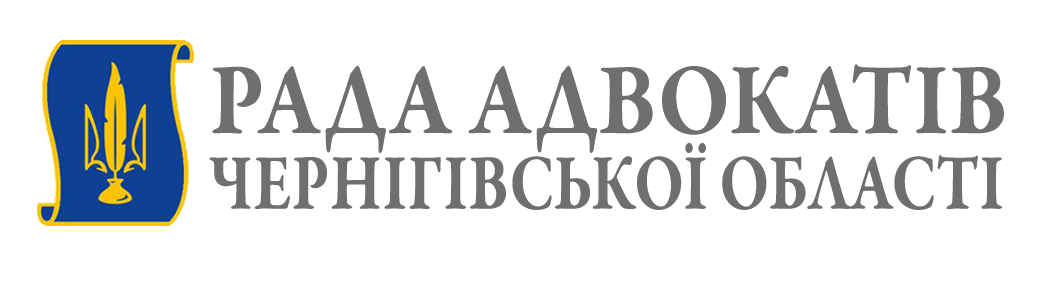 РАДА АДВОКАТІВ
ЧЕРНІГІВСЬКОЇ ОБЛАСТІ